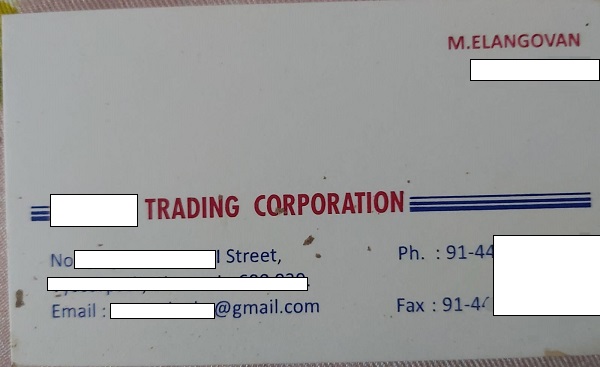 M.ELANGOVAN
TRADING CORPORATION
No l Street,
Ph. : 91-44
Email : @gmail.com
Fax : 91-4